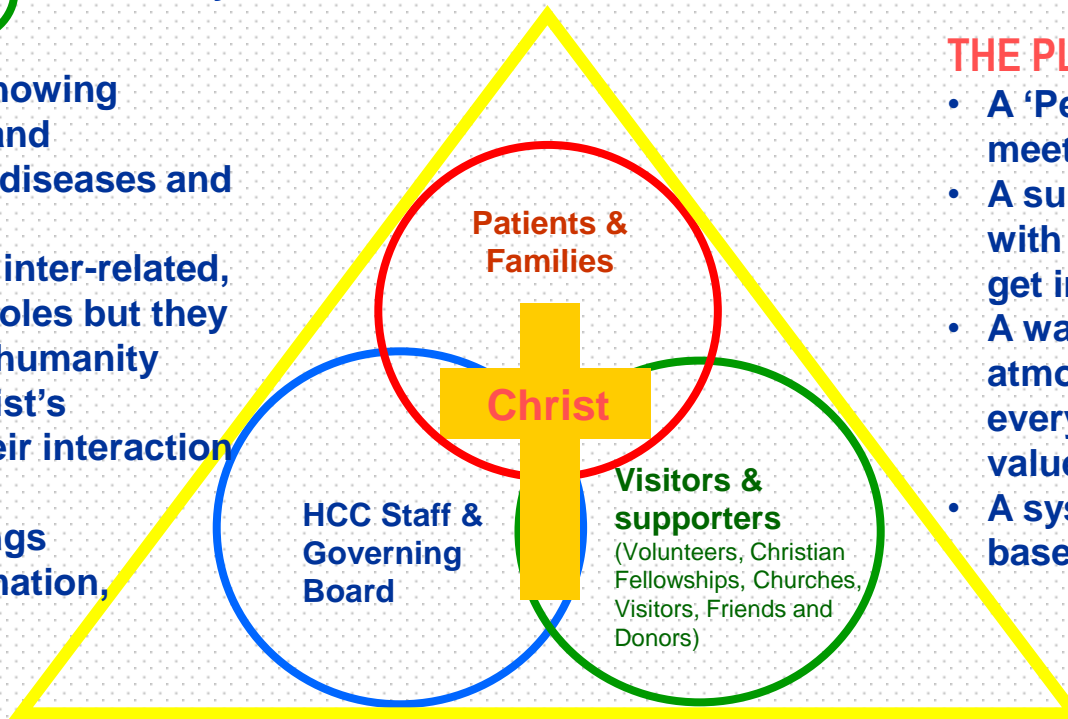 nowing
and
diseases and
inter-related,
oles but they
humanity
ist's
eir interaction
ngs
nation,
Patients &
Families
Christ
HCC Staff &
Governing
Board
Visitors &
supporters
(Volunteers, Christian
Fellowships, Churches,
Visitors, Friends and
Donors)
THE PL
• A ‘Pe
meet
• A su
with
get i
• A wa
atmo
every
value
• A sys
base